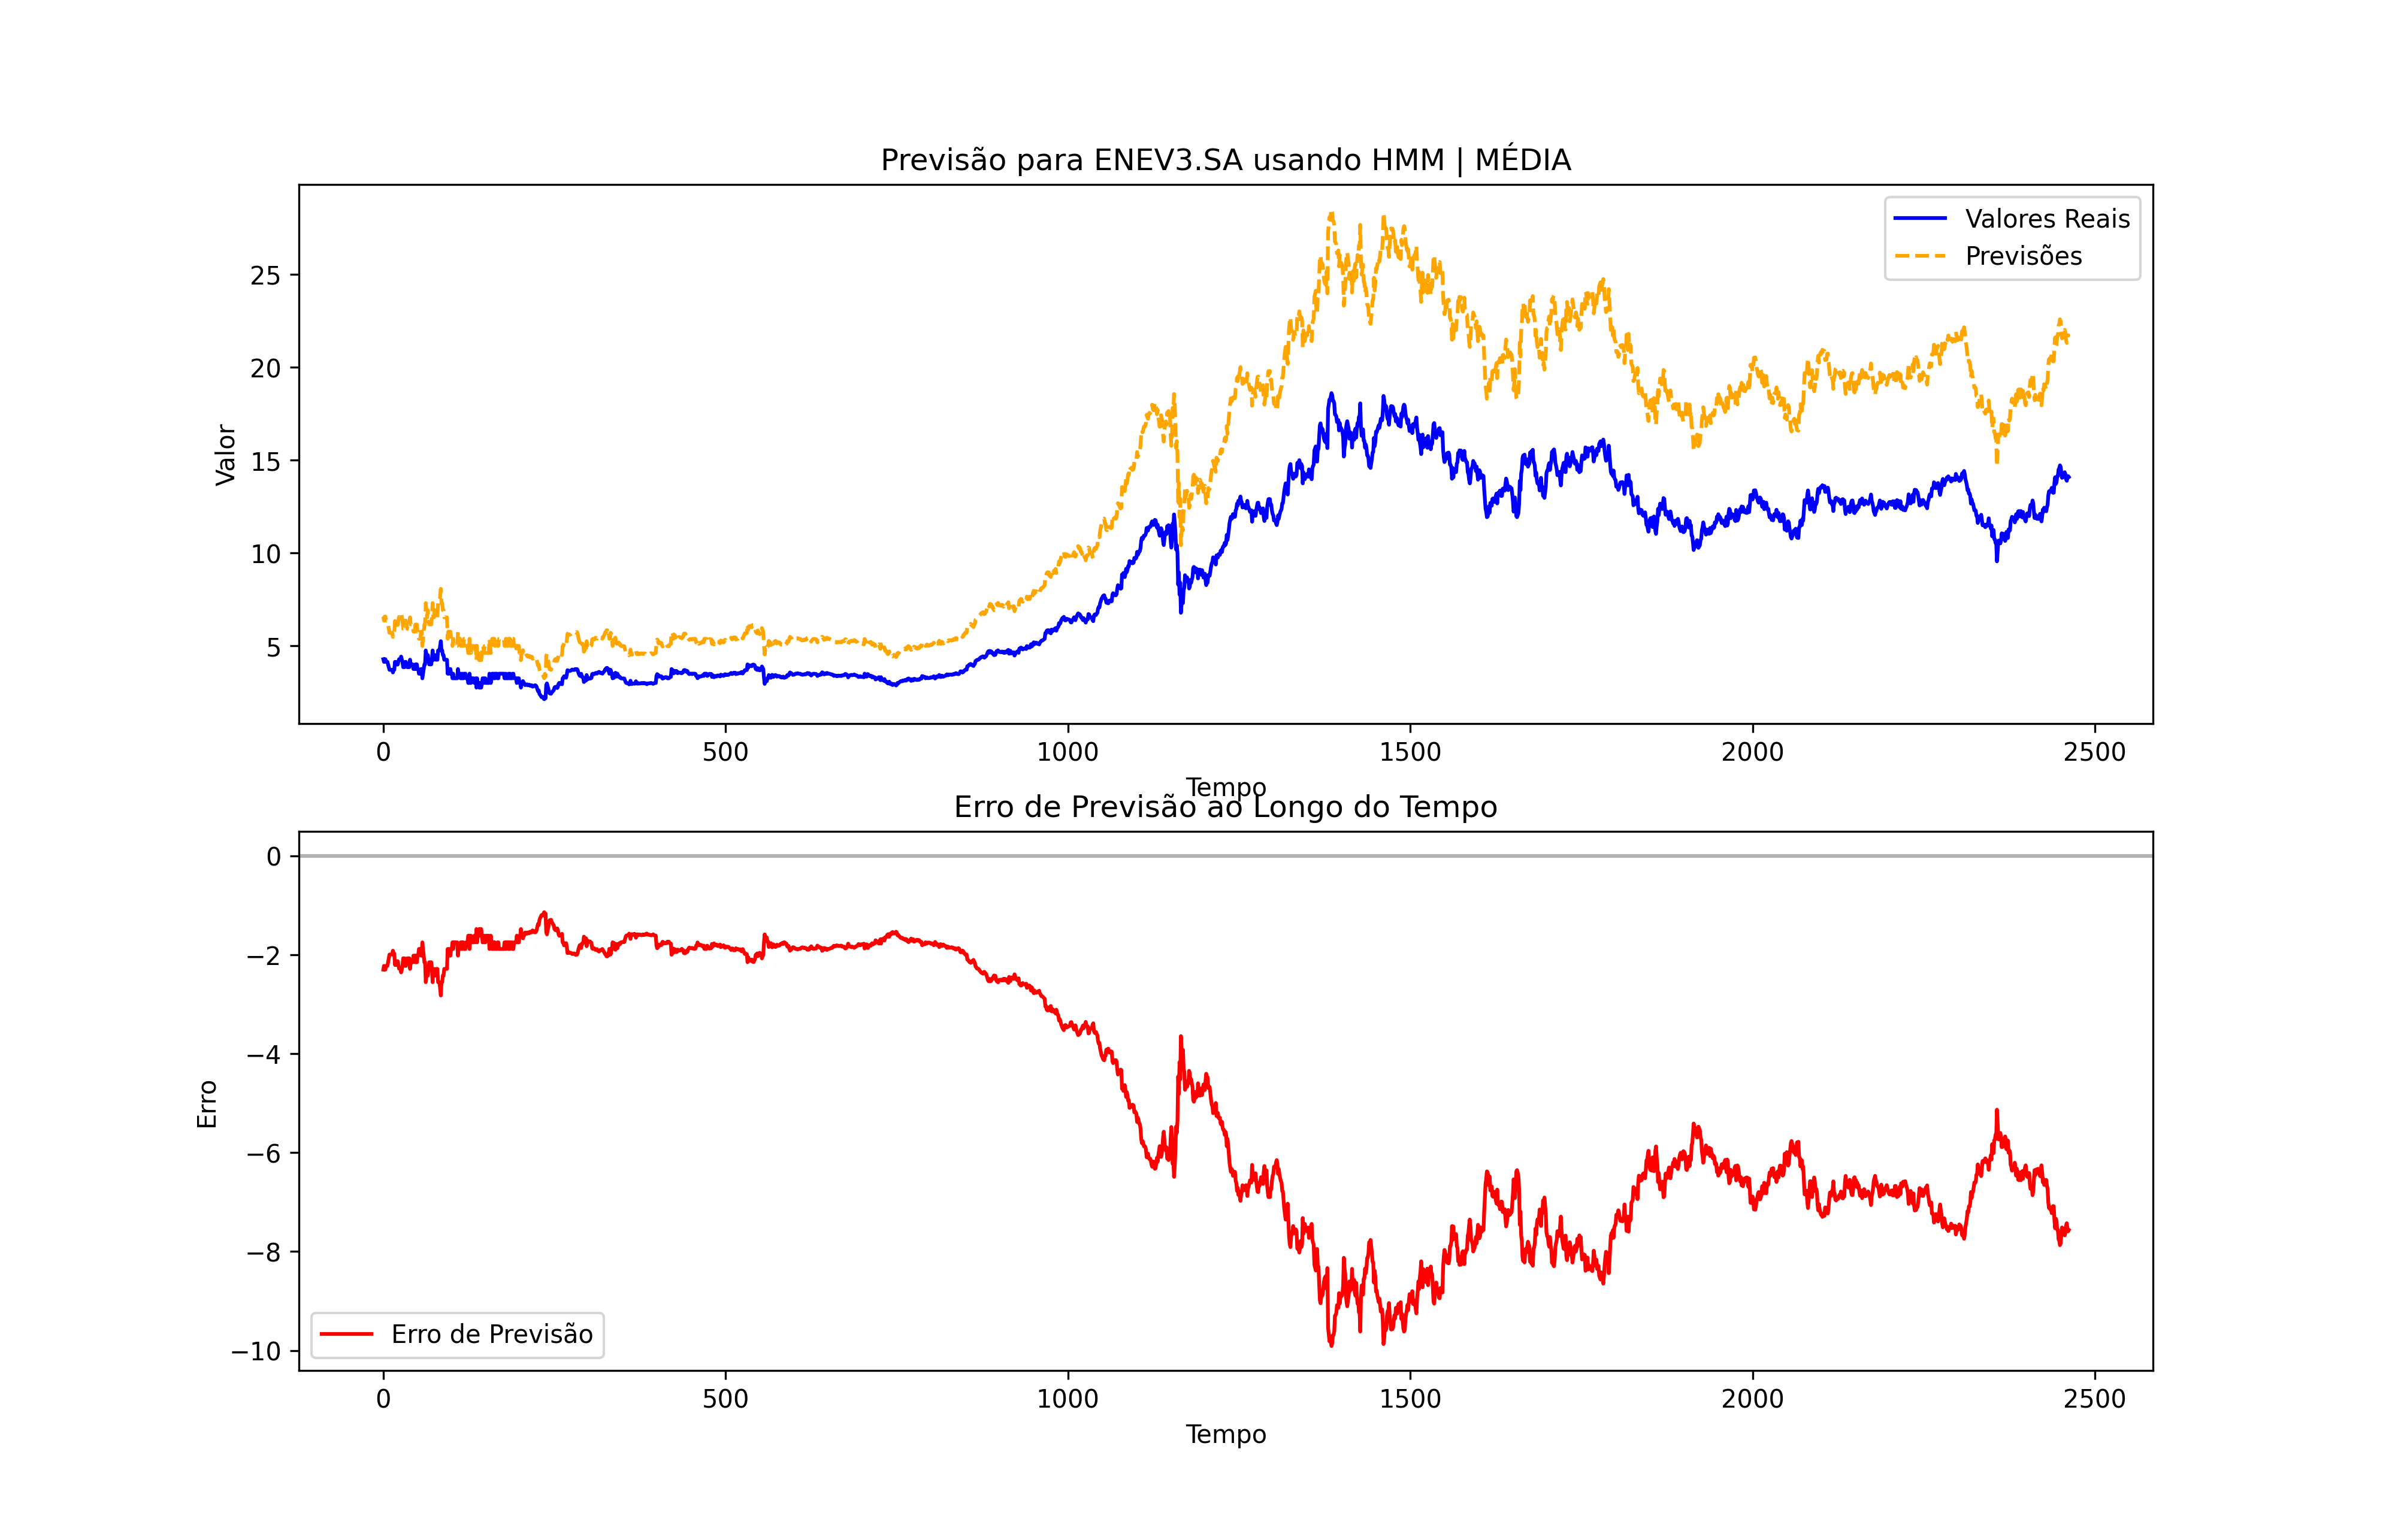 Previsão para ENEV3.SA usando HMM | MÉDIA
Valores Reais
Previsões
Valor
25
20
15
10
5
0 500 1000 1500 2000 2500
Tempo
Erro de Previsão ao Longo do Tempo
Erro
0
−2
−4
−6
−8
−10
Erro de Previsão
0 500 1000 1500 2000 2500
Tempo